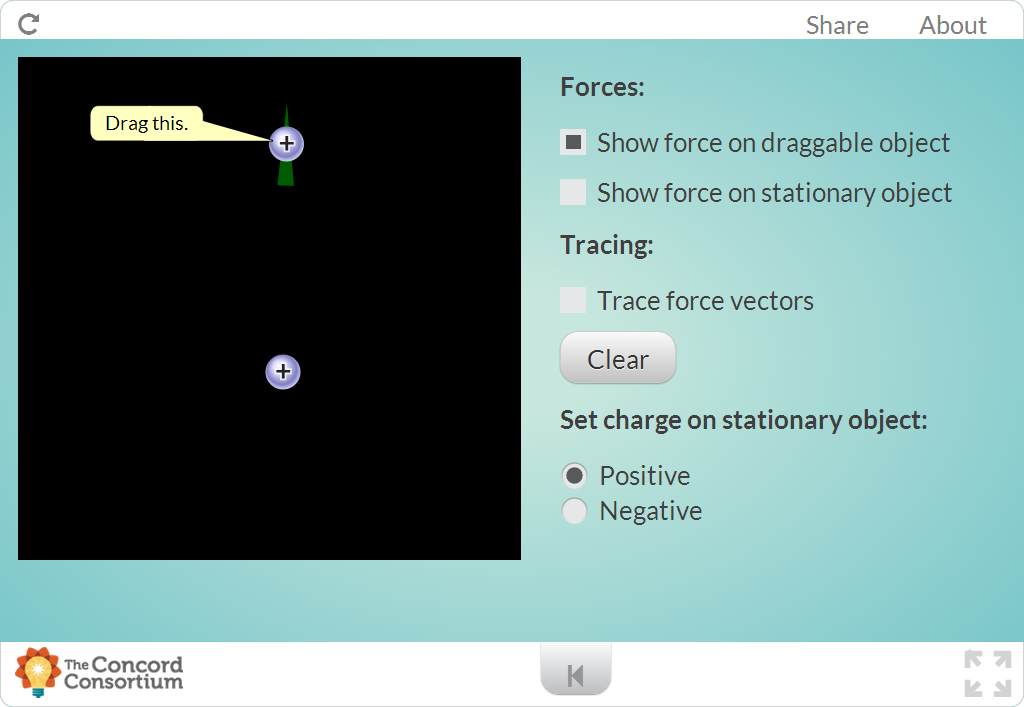 Share
About
Drag this.
+
+
Forces:
Show force on draggable object
Show force on stationary object
Tracing:
Trace force vectors
Clear
Set charge on stationary object:
Positive
Negative
The Concord
Consortium